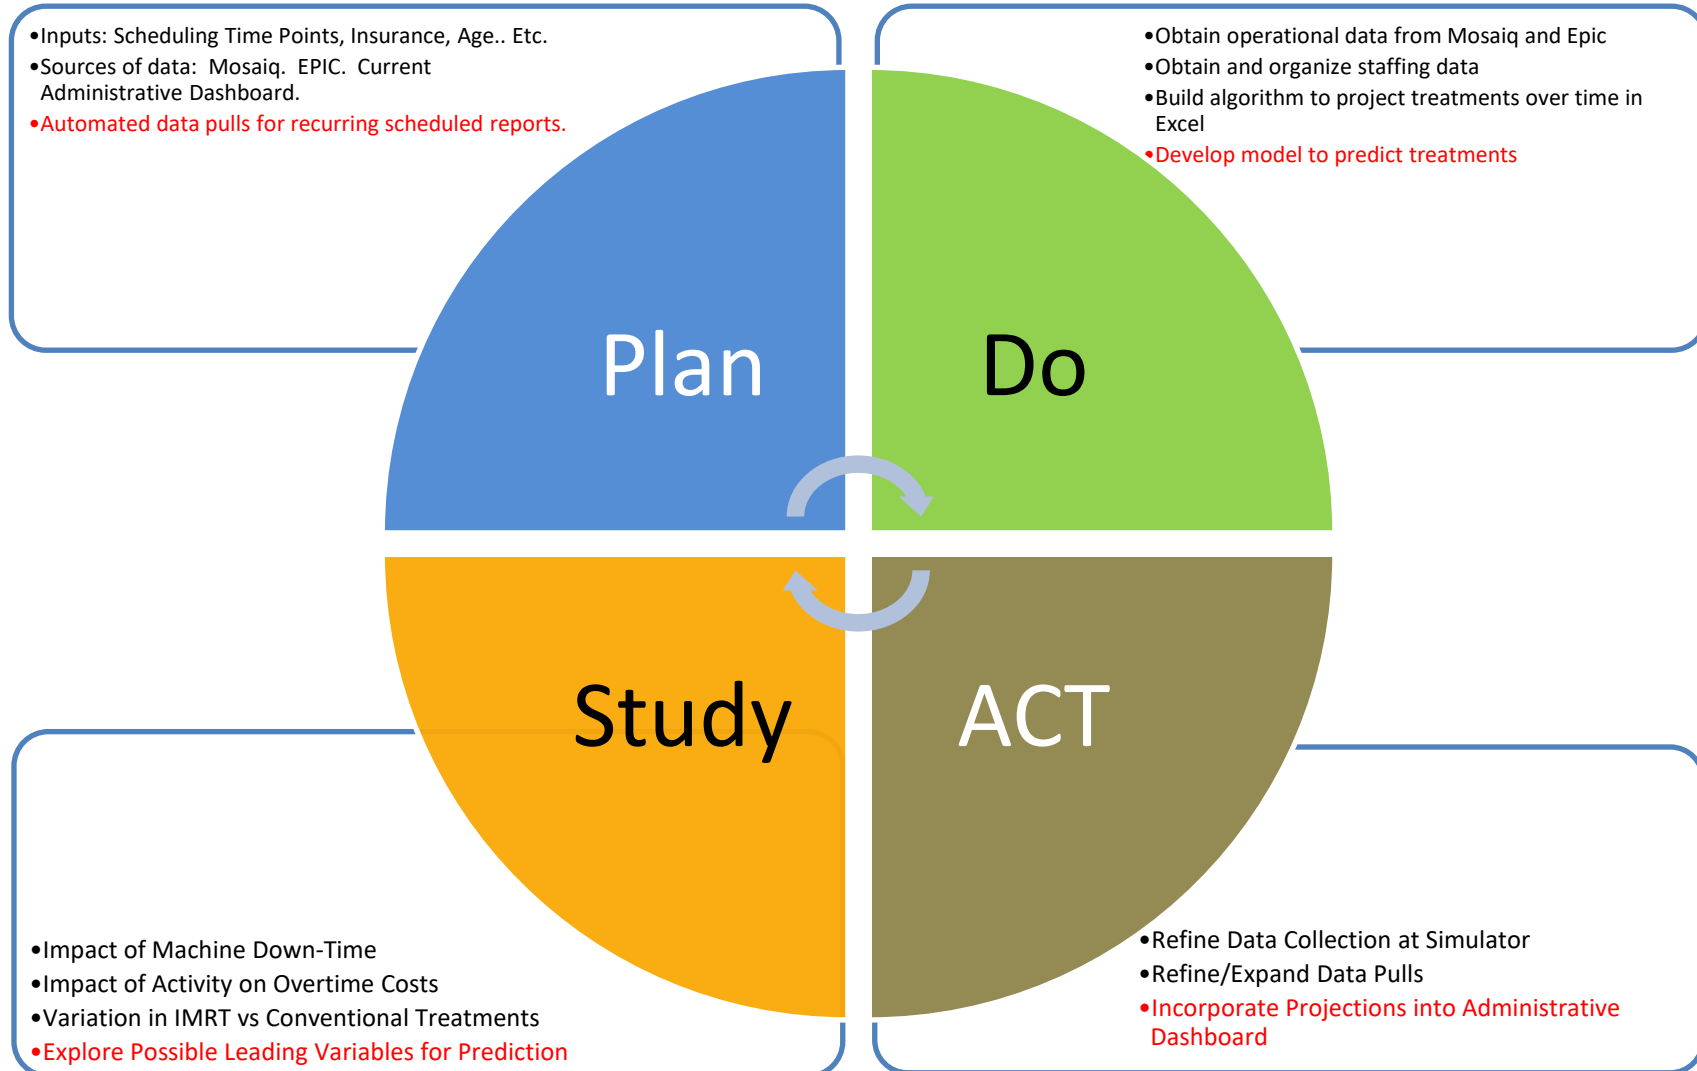 •Inputs: Scheduling Time Points, Insurance, Age.. Etc.
•Sources of data:  Mosaiq.  EPIC.  Current
Administrative Dashboard.
•Automated data pulls for recurring scheduled reports.
•Obtain operational data from Mosaiq and Epic
•Obtain and organize staffing data
•Build algorithm to project treatments over time in
Excel
•Develop model to predict treatments
Plan
Do
Study
ACT
•Impact of Machine Down-Time
•Impact of Activity on Overtime Costs
•Variation in IMRT vs Conventional Treatments
•Explore Possible Leading Variables for Prediction
•Refine Data Collection at Simulator
•Refine/Expand Data Pulls
•Incorporate Projections into Administrative
Dashboard